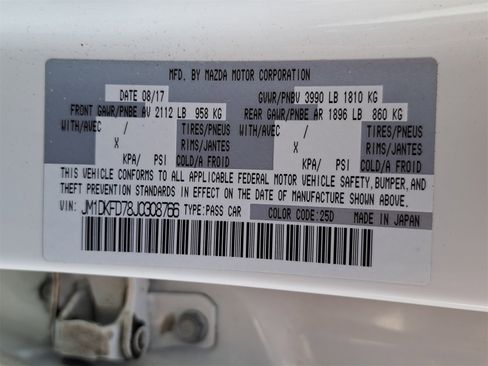 MFD. BY MAZDA MOTOR CORPORATION
DATE 08/17 GVWR/PNBV 3990 LB 1810 KG
FRONT GAWR/PNBE AV 2112 LB 958 KG REAR GAWR/PNBE AR 1896 LB 860 KG
WITH/AVEC / TIRES/PNEUS WITH/AVEC / TIRES/PNEUS
X RIMS/JANTES X RIMS/JANTES
KPA/ PSI COLD/A FROID KPA/ PSI COLD/A FROID
THIS VEHICLE CONFORMS TO ALL APPLICABLE FEDERAL MOTOR VEHICLE SAFETY, BUMPER, AND
THEFT PREVENTION STANDARDS IN EFFECT ON THE DATE OF MANUFACTURE SHOWN ABOVE.
VIN: JM1DKFD78J0308766 TYPE:PASS CAR COLOR CODE:25D MADE IN JAPAN